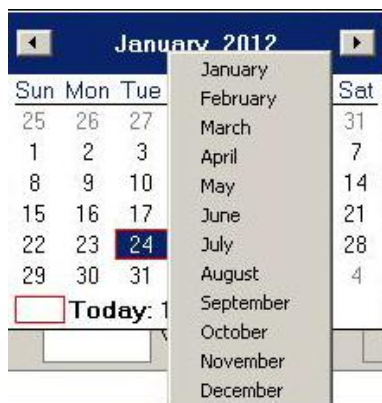 January 2012
Sun Mon Tue Sat
25 26 27 31
1 2 3 7
8 9 10 14
15 16 17 21
22 23 24 28
29 30 31 4
Today: 1
January
February
March
April
May
June
July
August
September
October
November
December